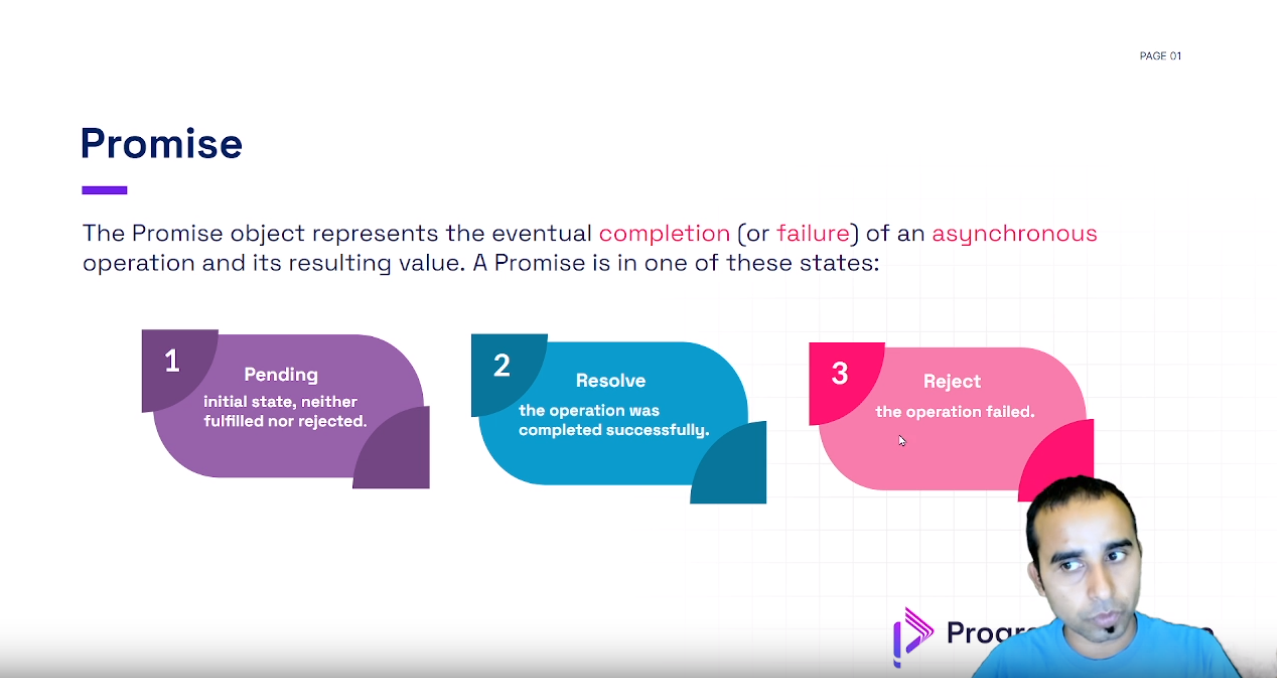 PAGE 01
Promise
The Promise object represents the eventual completion (or failure) of an asynchronous
operation and its resulting value. A Promise is in one of these states:
1
Pending
initial state, neither
fulfilled nor rejected.
2
Resolve
the operation was
completed successfully.
3
Reject
the operation failed.